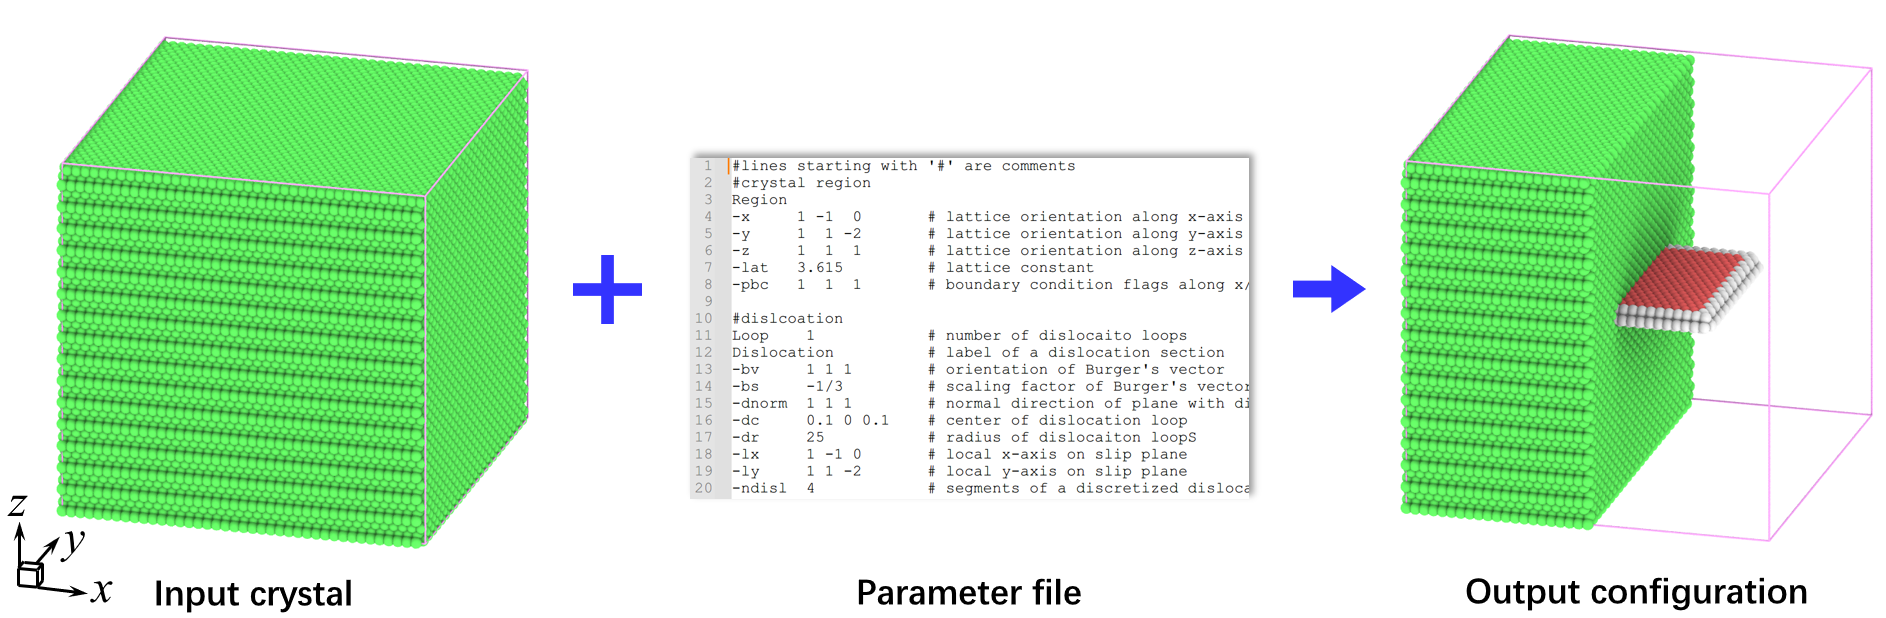 1 #lines starting with '#' are comments
2 #crystal region
3 Region
4 -x 1 -1 0 # lattice orientation along x-axis
5 -y 1 1 -2 # lattice orientation along y-axis
6 -z 1 1 1 # lattice orientation along z-axis
7 -lat 3.615 # lattice constant
8 -pbc 1 1 1 # boundary condition flags along x/
9
10 #dislcoation
11 Loop 1 # number of dislocaito loops
12 Dislocation # label of a dislocation section
13 -bv 1 1 1 # orientation of Burger's vector
14 -bs -1/3 # scaling factor of Burger's vector
15 -dnorm 1 1 1 # normal direction of plane with di
16 -dc 0.1 0 0.1 # center of dislocation loop
17 -dr 25 # radius of dislocaiton loopS
18 -lx 1 -1 0 # local x-axis on slip plane
19 -ly 1 1 -2 # local y-axis on slip plane
20 -ndisl 4 # segments of a discretized disloca
z
y
x
Input crystal
Parameter file
Output configuration